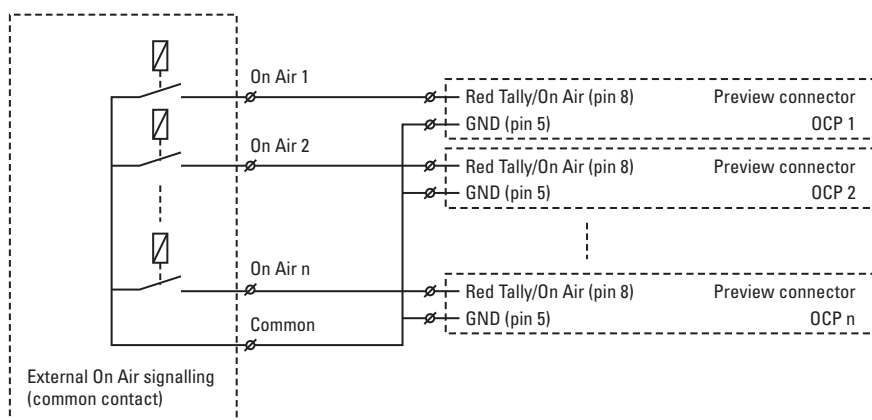 On Air 1
Red Tally/On Air (pin 8) Preview connector
GND (pin 5) OCP 1
On Air 2
Red Tally/On Air (pin 8) Preview connector
GND (pin 5) OCP 2
On Air n
Red Tally/On Air (pin 8) Preview connector
GND (pin 5) OCP n
Common
External On Air signalling
(common contact)